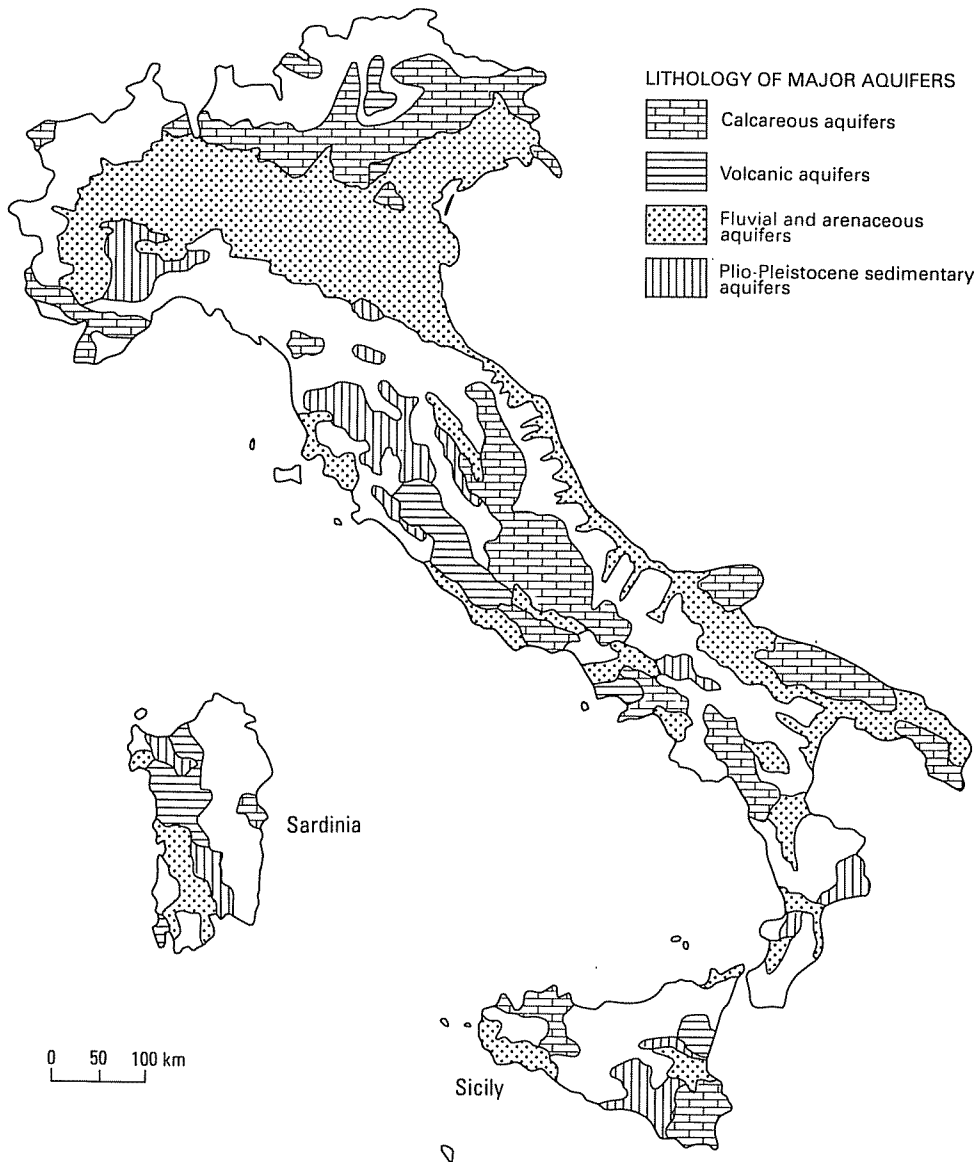 LITHOLOGY OF MAJOR AQUIFERS
Calcareous aquifers
Volcanic aquifers
Fluvial and arenaceous
aquifers
Plio-Pleistocene sedimentary
aquifers
Sardinia
0 50 100 km
Sicily